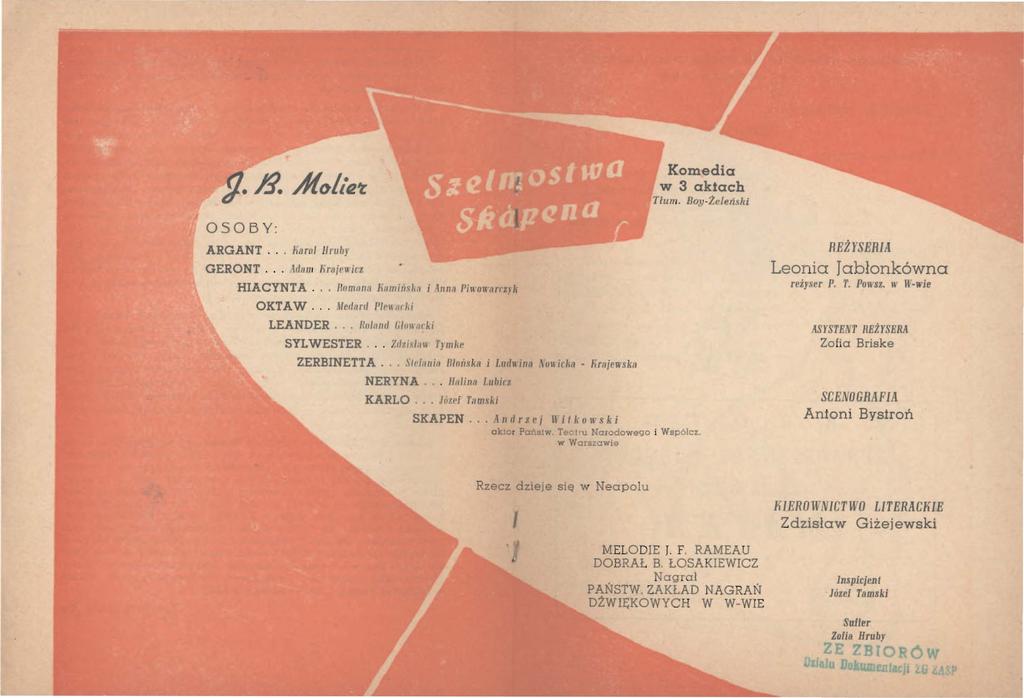 J. B. Molier
Szelmostwa
Skapena
Komedia
w 3 aktach
Tłum. Boy-Żeleński
OSOBY:
ARGANT . . . Karol Hruby
GERONT . . . Adam Krajewicz
HIACYNTA . . . Romana Kamińska i Anna Piwowarczyk
OKTAW . . . Medard Plewacki
LEANDER . . . Roland Głowacki
SYLWESTER . . . Zdzisław Tymke
ZERBINETTA . . . Stefania Błońska i Ludwina Nowicka - Krajewska
NERYNA . . . Halina Lubicz
KARLO . . . Józef Tamski
SKAPEN . . . Andrzej Witkowski
aktor Państw. Teatru Narodowego i Współcz.
w Warszawie
Rzecz dzieje się w Neapolu
MELODIE J. F. RAMEAU
DOBRAŁ B. ŁOSAKIEWICZ
Nagrał
PAŃSTW. ZAKŁAD NAGRAŃ
DŹWIĘKOWYCH W W-WIE
REŻYSERIA
Leonia Jabłonkówna
reżyser P. T. Powsz. w W-wie
ASYSTENT REŻYSERA
Zofia Briske
SCENOGRAFIA
Antoni Bystroń
KIEROWNICTWO LITERACKIE
Zdzisław Giżejewski
Inspicjent
Józef Tamski
Sufler
Zofia Hruby
ZE ZBIORÓW
Działu Dokumentacji ZG ZASP